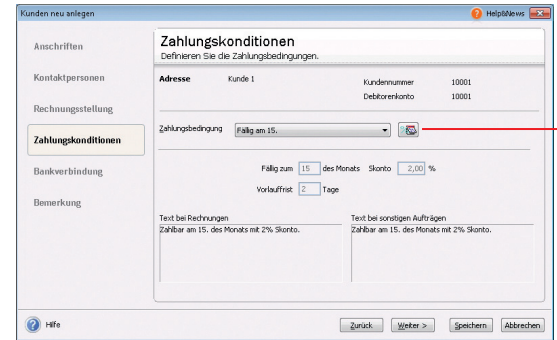 Kunden neu anlegen
Help&News
Anschriften
Kontaktpersonen
Rechnungsstellung
Zahlungskonditionen
Bankverbindung
Bemerkung
Zahlungskonditionen
Definieren Sie die Zahlungsbedingungen.
Adresse Kunde 1 Kundennummer 10001
Debitorenkonto 10001
Zahlungsbedingung Fällig am 15.
Fällig zum 15 des Monats Skonto 2,00 %
Vorlauffrist 2 Tage
Text bei Rechnungen
Zahlbar am 15. des Monats mit 2% Skonto.
Text bei sonstigen Aufträgen
Zahlbar am 15. des Monats mit 2% Skonto.
Hilfe Zurück Weiter > Speichern Abbrechen